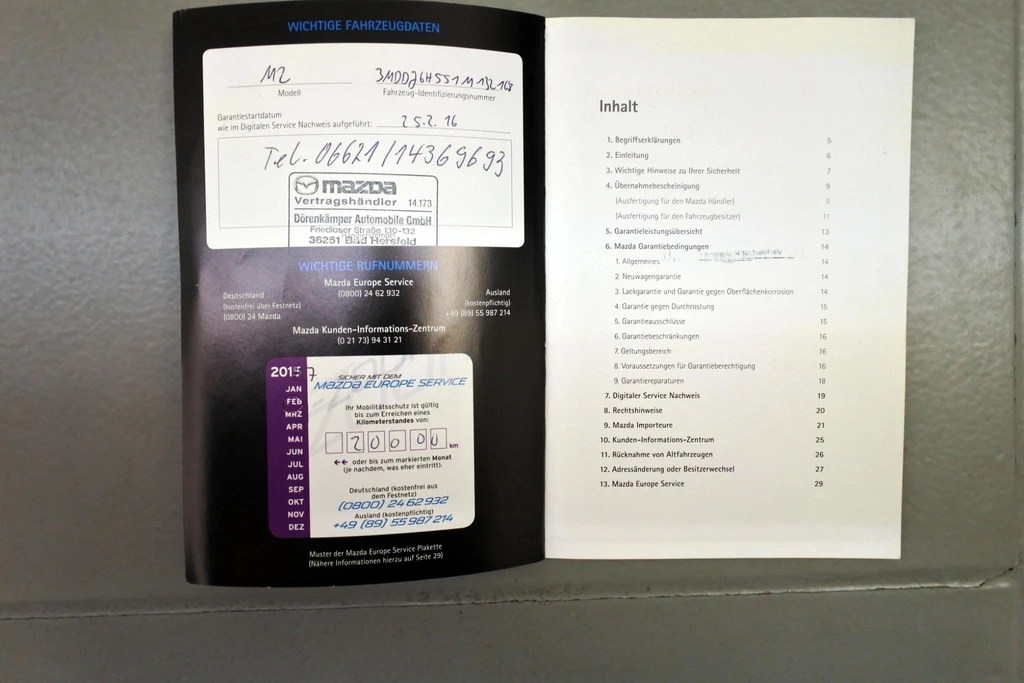 WICHTIGE FAHRZEUGDATEN
M2
Modell
3MDDJ6HS51M132168
Fahrzeug-Identifizierungsnummer
Garantiestartdatum
wie im Digitalen Service Nachweis aufgeführt:
25.2.16
Tel. 06621/14369693
mazda
Vertragshändler 14.173
Dörenkämper Automobile GmbH
Friedloser Straße 130-132
36251 Bad Hersfeld
WICHTIGE RUFNUMMERN
Mazda Europe Service
(0800) 24 62 932
Deutschland
(kostenfrei über Festnetz)
(0800) 24 Mazda
Ausland
(kostenpflichtig)
+49 (89) 55 987 214
Mazda Kunden-Informations-Zentrum
(0 21 73) 94 31 21
2017
JAN
FEB
MRZ
APR
MAI
JUN
JUL
AUG
SEP
OKT
NOV
DEZ
SICHER MIT DEM
MAZDA EUROPE SERVICE
Ihr Mobilitätsschutz ist gültig
bis zum Erreichen eines
Kilometerstandes von:
20000 km
oder bis zum markierten Monat
(je nachdem, was eher eintritt).
Deutschland (kostenfrei aus
dem Festnetz)
(0800) 24 62 932
Ausland (kostenpflichtig)
+49 (89) 55 987 214
Muster der Mazda Europe Service Plakette
(Nähere Informationen hierzu auf Seite 29)
Inhalt
1. Begriffserklärungen 5
2. Einleitung 6
3. Wichtige Hinweise zu Ihrer Sicherheit 7
4. Übernahmebescheinigung 9
(Ausfertigung für den Mazda Händler) 9
(Ausfertigung für den Fahrzeugbesitzer) 11
5. Garantieleistungsübersicht 13
6. Mazda Garantiebedingungen 14
1. Allgemeines 14
2. Neuwagengarantie 14
3. Lackgarantie und Garantie gegen Oberflächenkorrosion 14
4. Garantie gegen Durchrostung 15
5. Garantieausschlüsse 15
6. Garantiebeschränkungen 16
7. Geltungsbereich 16
8. Voraussetzungen für Garantieberechtigung 16
9. Garantiereparaturen 18
7. Digitaler Service Nachweis 19
8. Rechtshinweise 20
9. Mazda Importeure 21
10. Kunden-Informations-Zentrum 25
11. Rücknahme von Altfahrzeugen 26
12. Adressänderung oder Besitzerwechsel 27
13. Mazda Europe Service 29